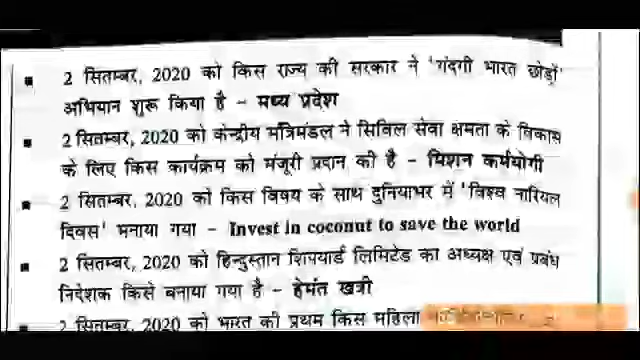 2 सितम्बर, 2020 को किस राज्य की सरकार ने 'गंदगी भारत छोड़ों'
अभियान शुरू किया है – मध्य प्रदेश
2 सितम्बर, 2020 को केन्द्रीय मंत्रिमंडल ने सिविल सेवा क्षमता के विकास
के लिए किस कार्यक्रम को मंजूरी प्रदान की है – मिशन कर्मयोगी
2 सितम्बर, 2020 को किस विषय के साथ दुनियाभर में 'विश्व नारियल
दिवस' मनाया गया – Invest in coconut to save the world
2 सितम्बर, 2020 को हिन्दुस्तान शिपयार्ड लिमिटेड का अध्यक्ष एवं प्रबंध
निदेशक किसे बनाया गया है – हेमंत खत्री
2 सितम्बर, 2020 को भारत की प्रथम किस महिला